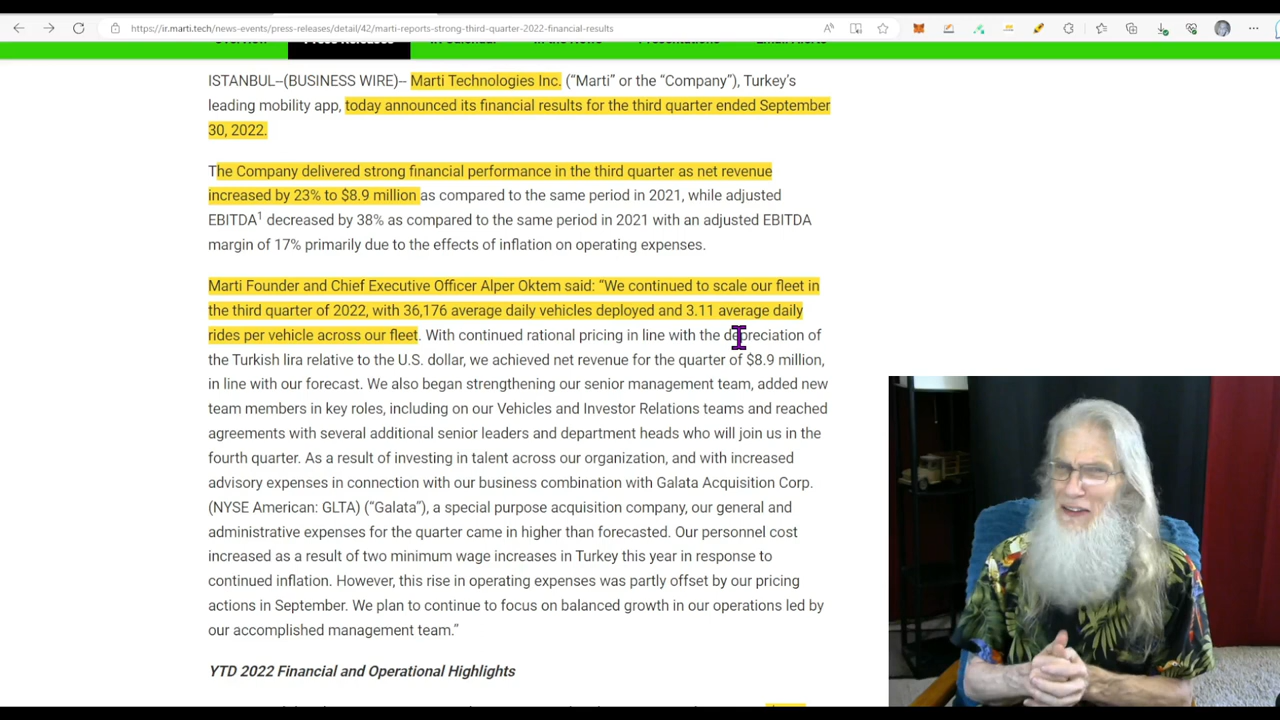 https://ir.marti.tech/news-events/press-releases/detail/42/marti-reports-strong-third-quarter-2022-financial-results
Overview Press Releases IR Calendar In the News Presentations Email Alerts
ISTANBUL--(BUSINESS WIRE)-- Marti Technologies Inc. (“Marti” or the “Company”), Turkey’s
leading mobility app, today announced its financial results for the third quarter ended September
30, 2022.
The Company delivered strong financial performance in the third quarter as net revenue
increased by 23% to $8.9 million as compared to the same period in 2021, while adjusted
EBITDA1 decreased by 38% as compared to the same period in 2021 with an adjusted EBITDA
margin of 17% primarily due to the effects of inflation on operating expenses.
Marti Founder and Chief Executive Officer Alper Oktem said: “We continued to scale our fleet in
the third quarter of 2022, with 36,176 average daily vehicles deployed and 3.11 average daily
rides per vehicle across our fleet. With continued rational pricing in line with the depreciation of
the Turkish lira relative to the U.S. dollar, we achieved net revenue for the quarter of $8.9 million,
in line with our forecast. We also began strengthening our senior management team, added new
team members in key roles, including on our Vehicles and Investor Relations teams and reached
agreements with several additional senior leaders and department heads who will join us in the
fourth quarter. As a result of investing in talent across our organization, and with increased
advisory expenses in connection with our business combination with Galata Acquisition Corp.
(NYSE American: GLTA) (“Galata”), a special purpose acquisition company, our general and
administrative expenses for the quarter came in higher than forecasted. Our personnel cost
increased as a result of two minimum wage increases in Turkey this year in response to
continued inflation. However, this rise in operating expenses was partly offset by our pricing
actions in September. We plan to continue to focus on balanced growth in our operations led by
our accomplished management team.”
YTD 2022 Financial and Operational Highlights